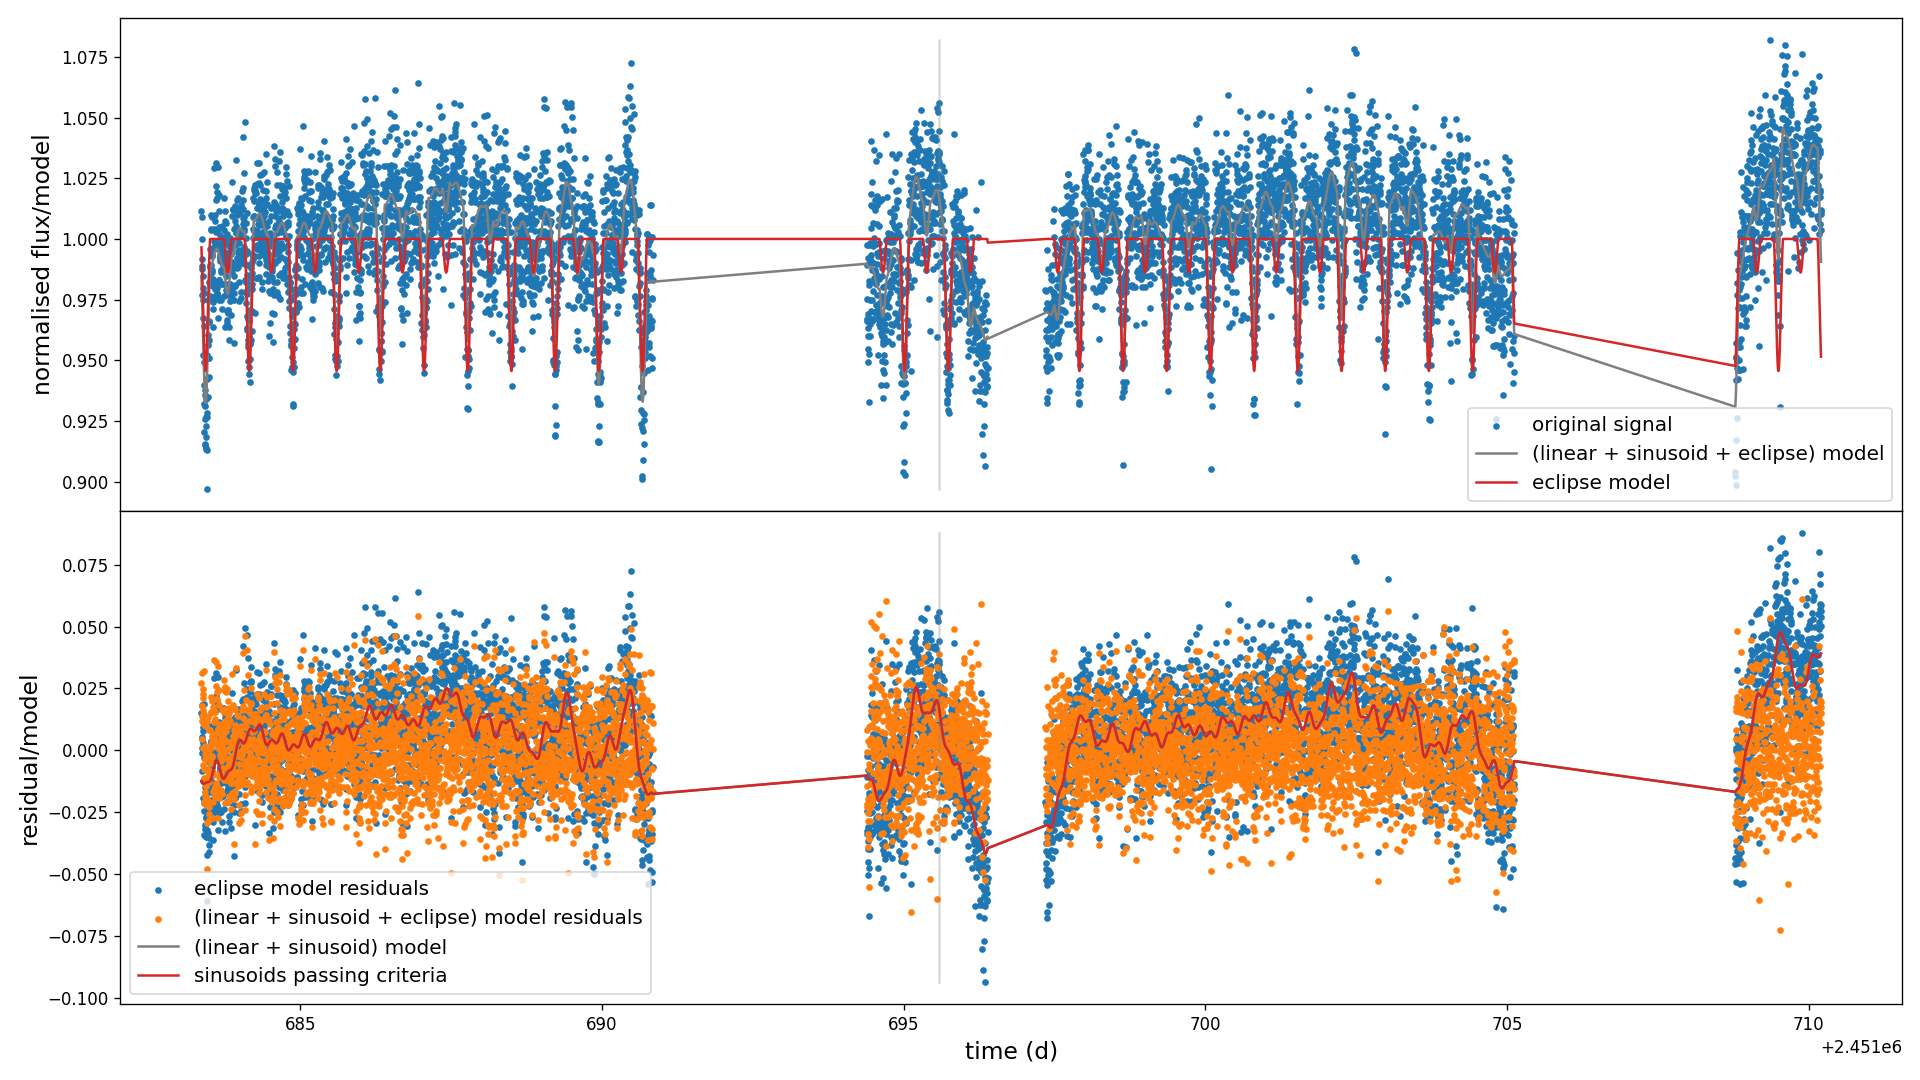 1.075
1.050
1.025
1.000
0.975
0.950
0.925
0.900
normalised flux/model
original signal
(linear + sinusoid + eclipse) model
eclipse model
0.075
0.050
0.025
0.000
−0.025
−0.050
−0.075
−0.100
residual/model
eclipse model residuals
(linear + sinusoid + eclipse) model residuals
(linear + sinusoid) model
sinusoids passing criteria
685
690
695
700
705
710
time (d)
+2.451e6